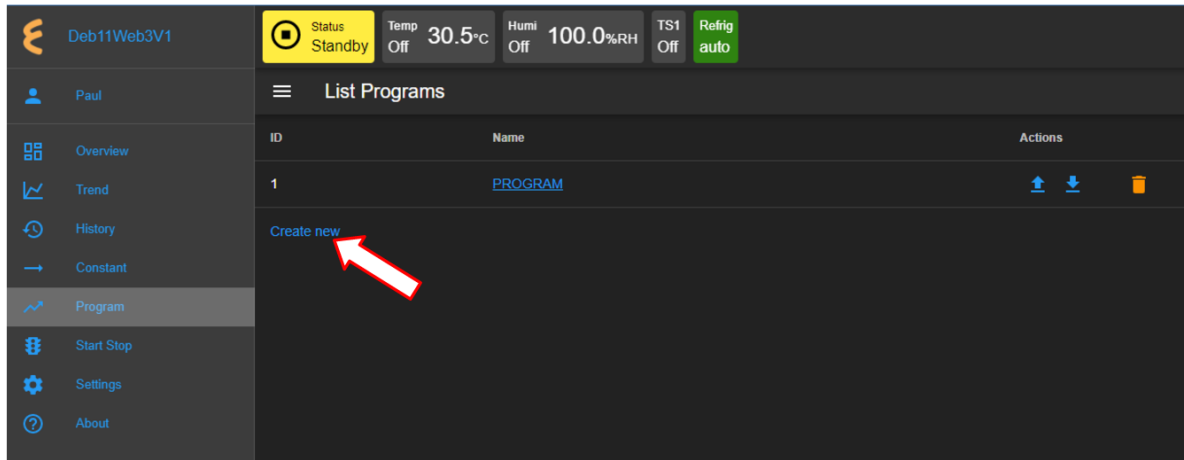 Deb11Web3V1
Status
Standby
Temp
Off
30.5°C
Humi
Off
100.0%RH
TS1
Off
Refrig
auto
Paul
List Programs
ID Name Actions
Overview
1 PROGRAM
Trend
History
Create new
Constant
Program
Start Stop
Settings
About